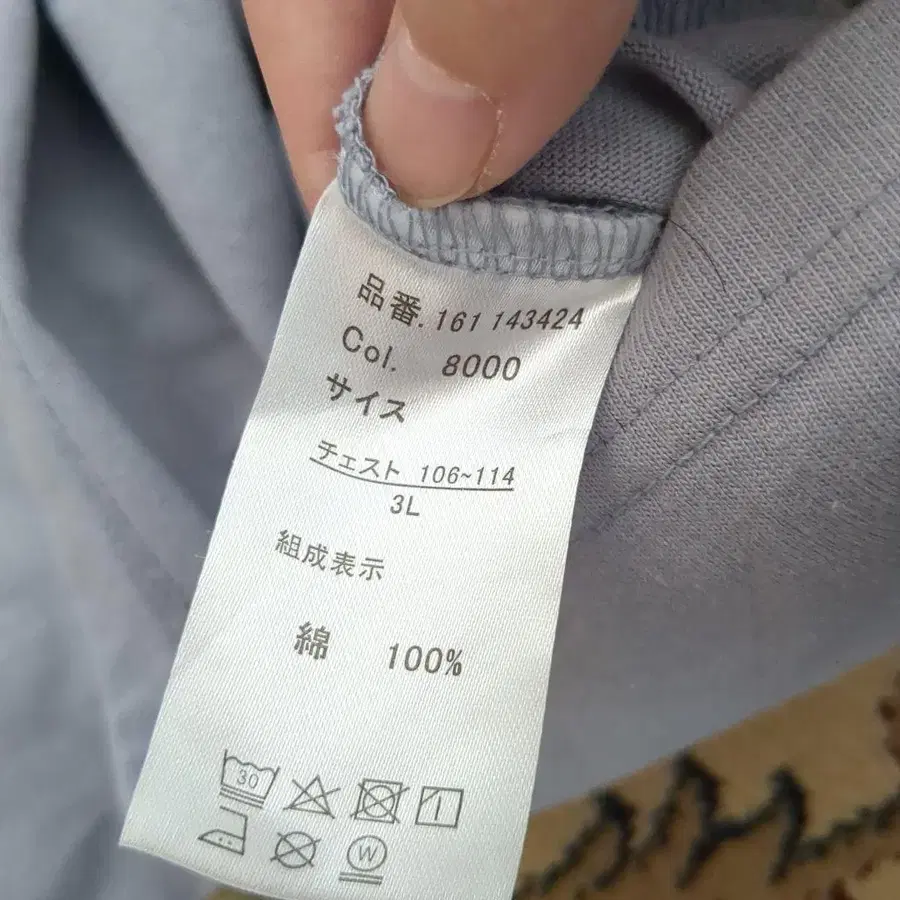 品番. 161 143424
Col. 8000
サイズ
チェスト 106~114
3L
組成表示
綿 100%
30
W